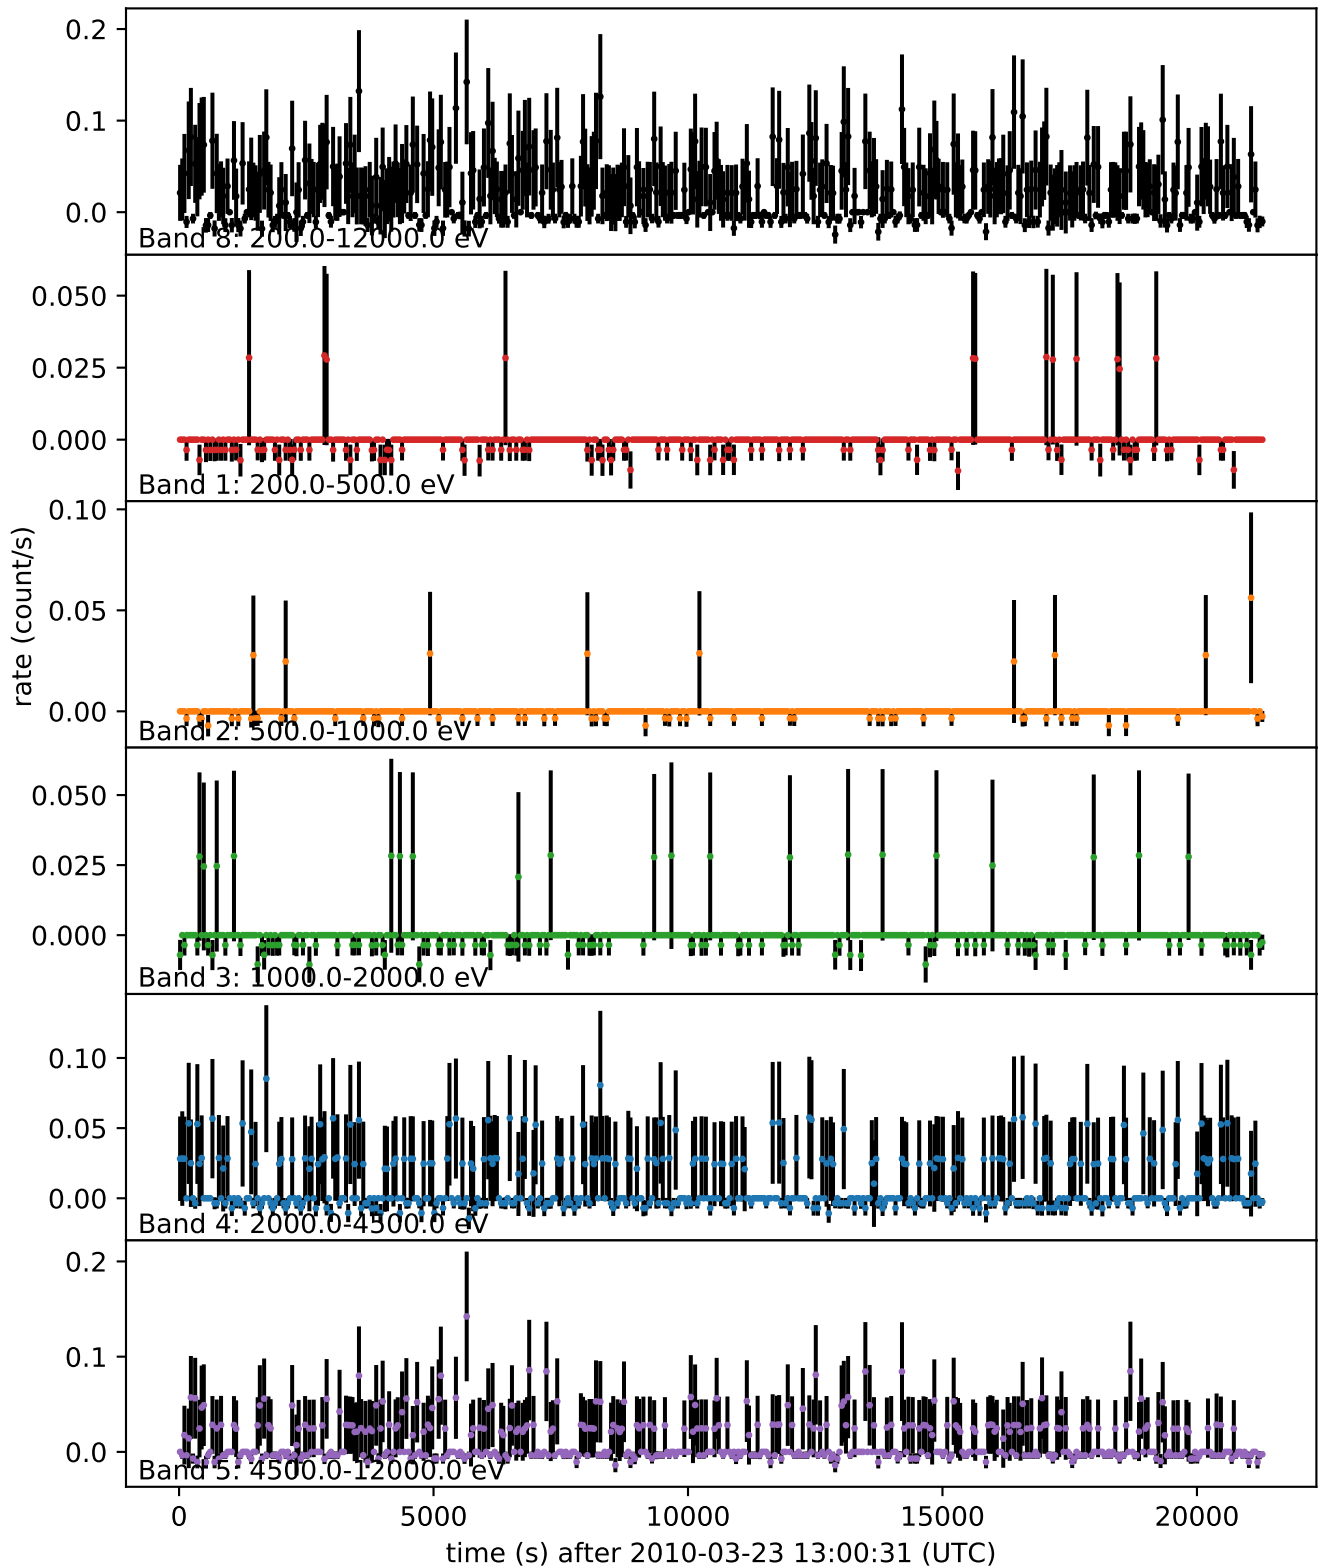 0.2
0.1
0.0
Band 8: 200.0-12000.0 eV
0.050
0.025
0.000
Band 1: 200.0-500.0 eV
0.10
0.05
0.00
Band 2: 500.0-1000.0 eV
rate (count/s)
0.050
0.025
0.000
Band 3: 1000.0-2000.0 eV
0.10
0.05
0.00
Band 4: 2000.0-4500.0 eV
0.2
0.1
0.0
Band 5: 4500.0-12000.0 eV
0 5000 10000 15000 20000
time (s) after 2010-03-23 13:00:31 (UTC)